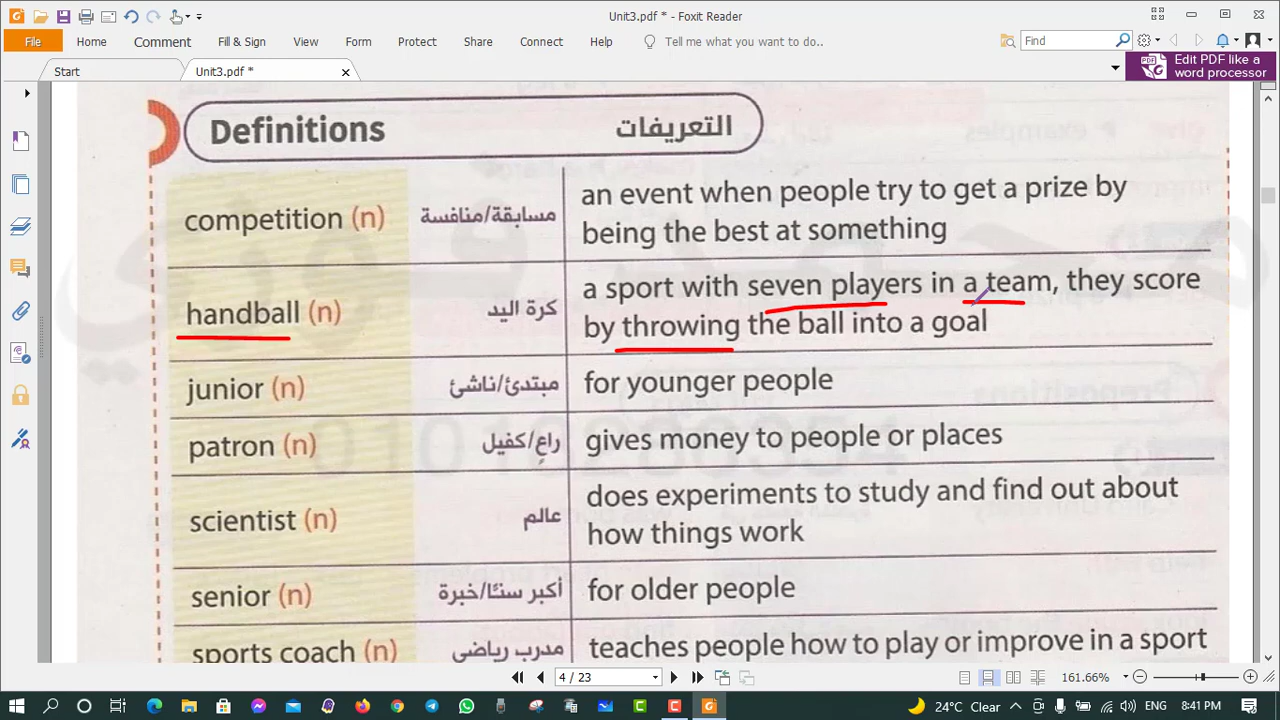 Unit3.pdf * - Foxit Reader
File Home Comment Fill & Sign View Form Protect Share Connect Help Tell me what you want to do.. Find
Start Unit3.pdf * Edit PDF like a
word processor
Definitions التعريفات
competition (n) مسابقة/منافسة an event when people try to get a prize by
being the best at something
handball (n) كرة اليد a sport with seven players in a team, they score
by throwing the ball into a goal
junior (n) مبتدئ/ناشئ for younger people
patron (n) راعٍ/كفيل gives money to people or places
scientist (n) عالم does experiments to study and find out about
how things work
senior (n) أكبر سنًا/خبرة for older people
sports coach (n) مدرب رياضى teaches people how to play or improve in a sport
4 / 23 161.66%
24°C Clear ENG 8:41 PM